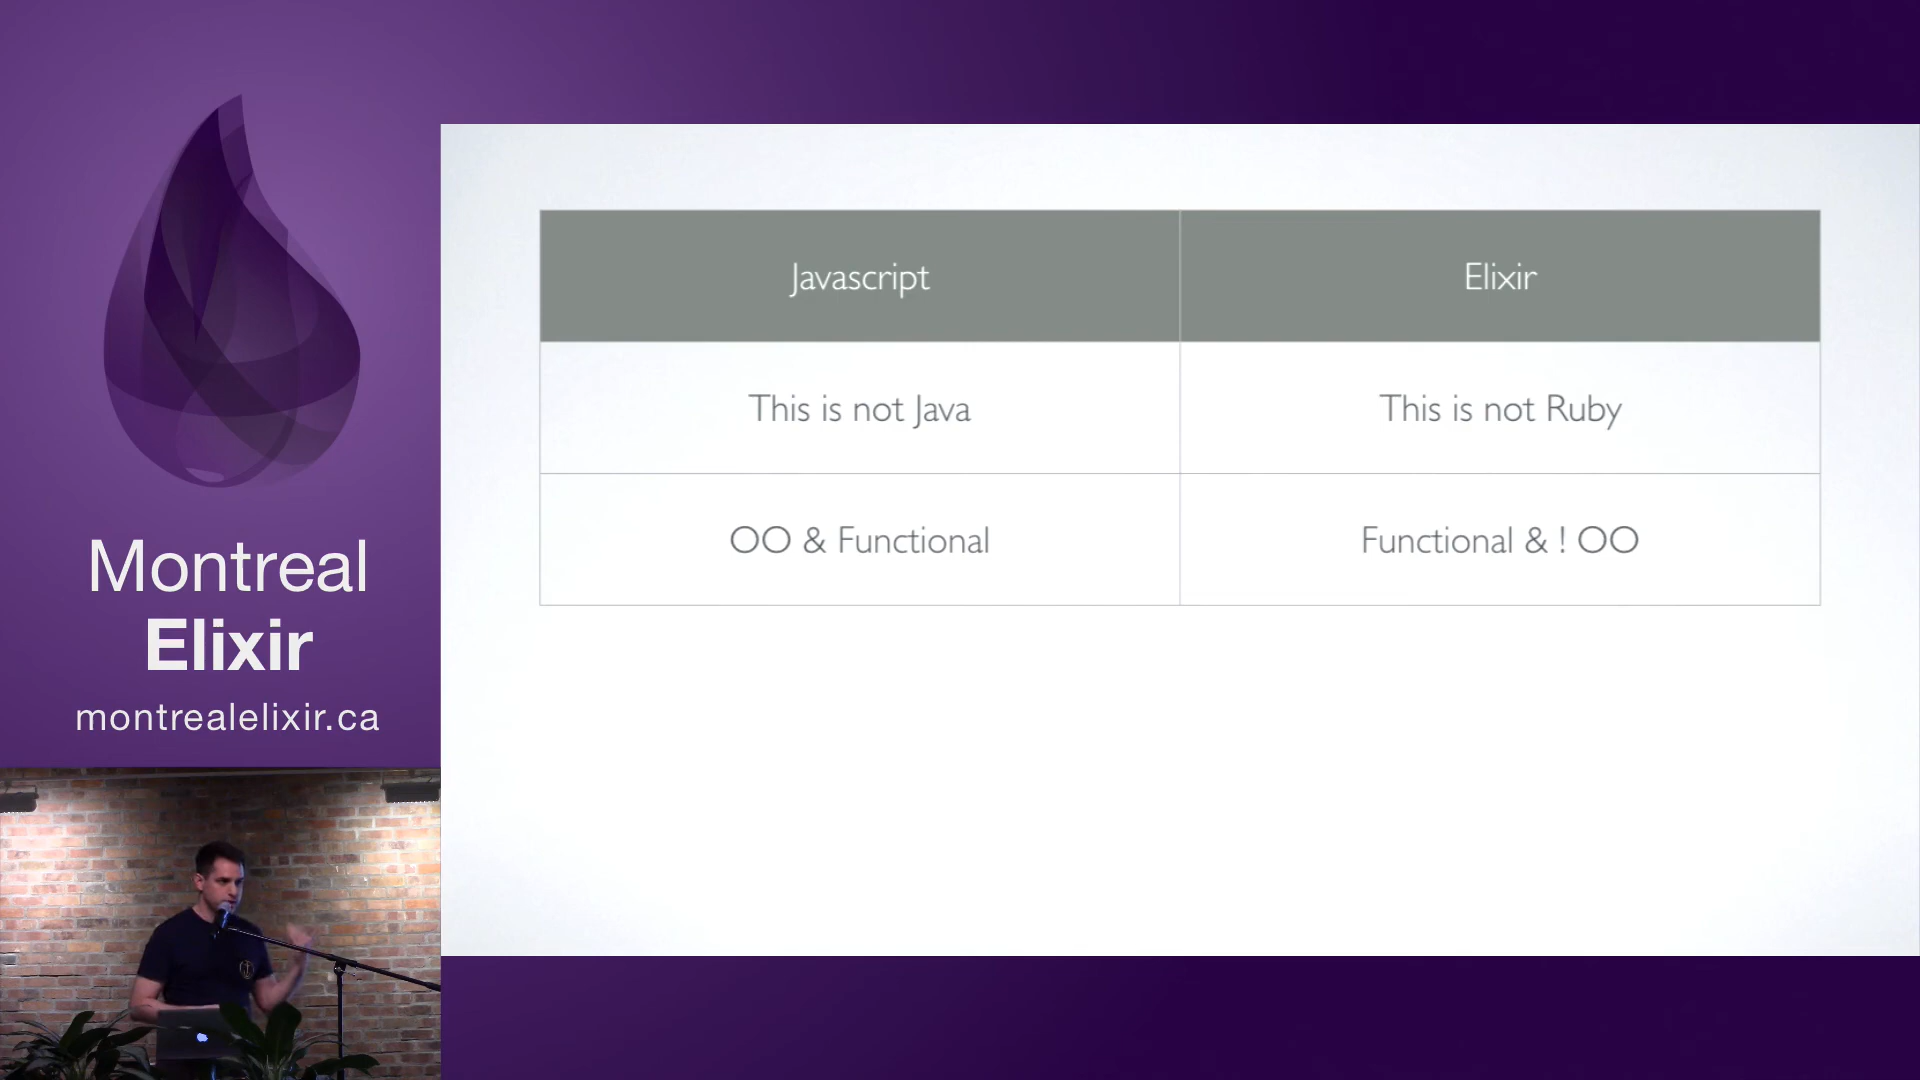 Montreal
Elixir
montrealelixir.ca
Javascript
Elixir
This is not Java
This is not Ruby
OO & Functional
Functional & ! OO